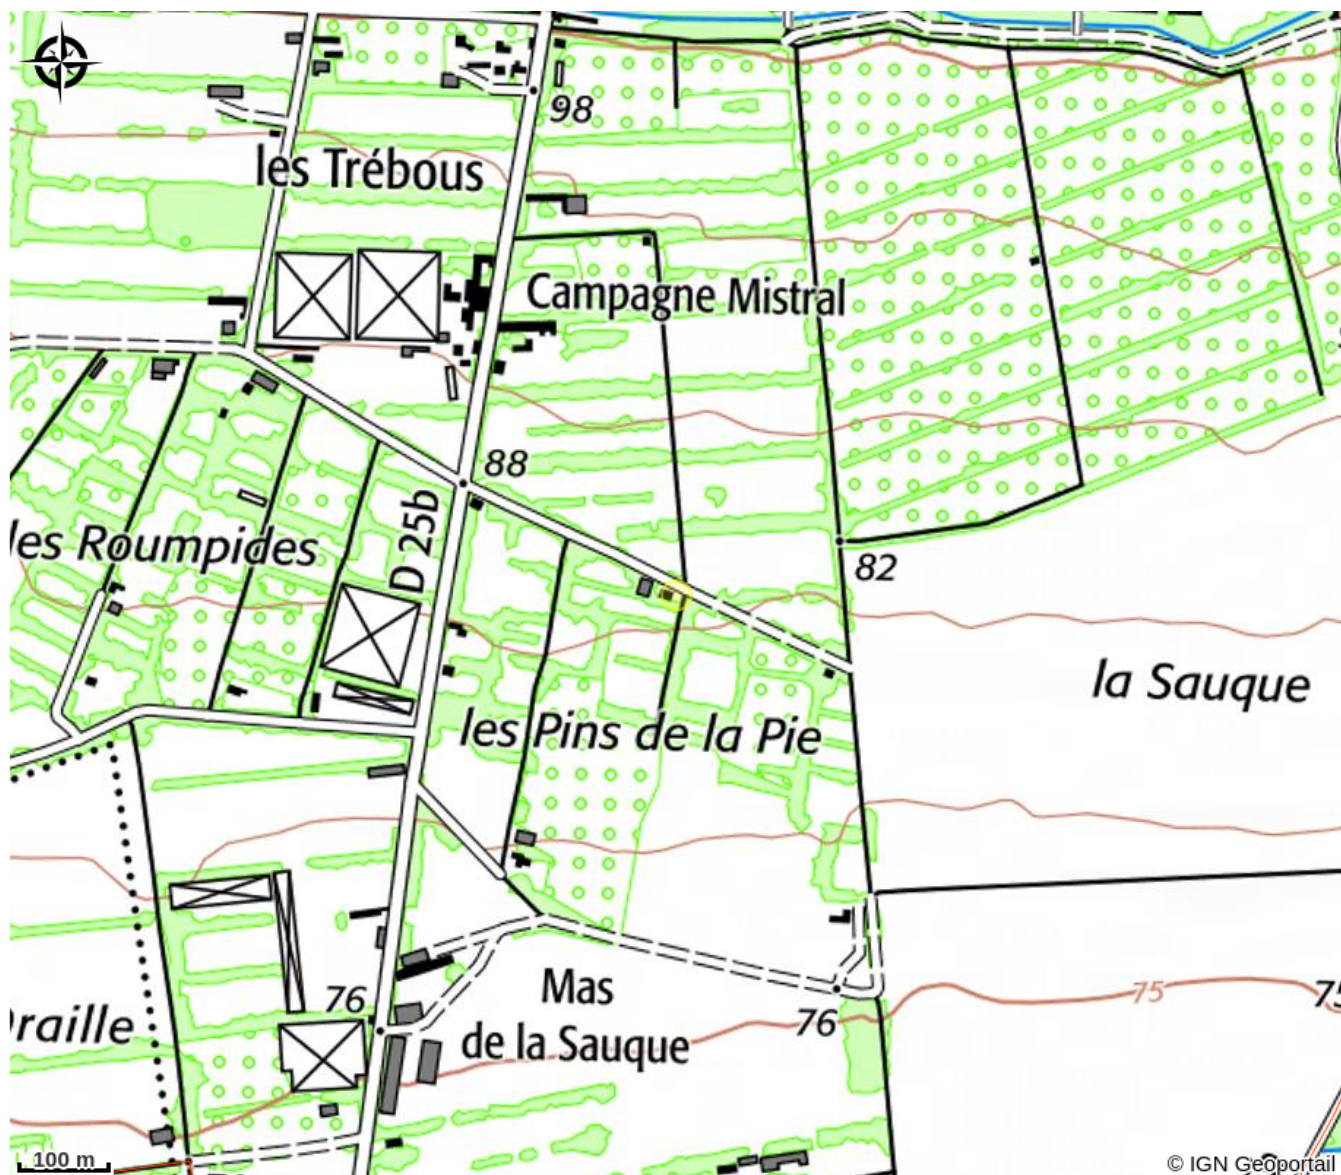 98
les Trébous
Campagne Mistral
88
D 25b
les Roumpides
82
la Sauque
les Pins de la Pie
75
75
76
Mas
de la Sauque
76
raille
100 m
© IGN Geoportail